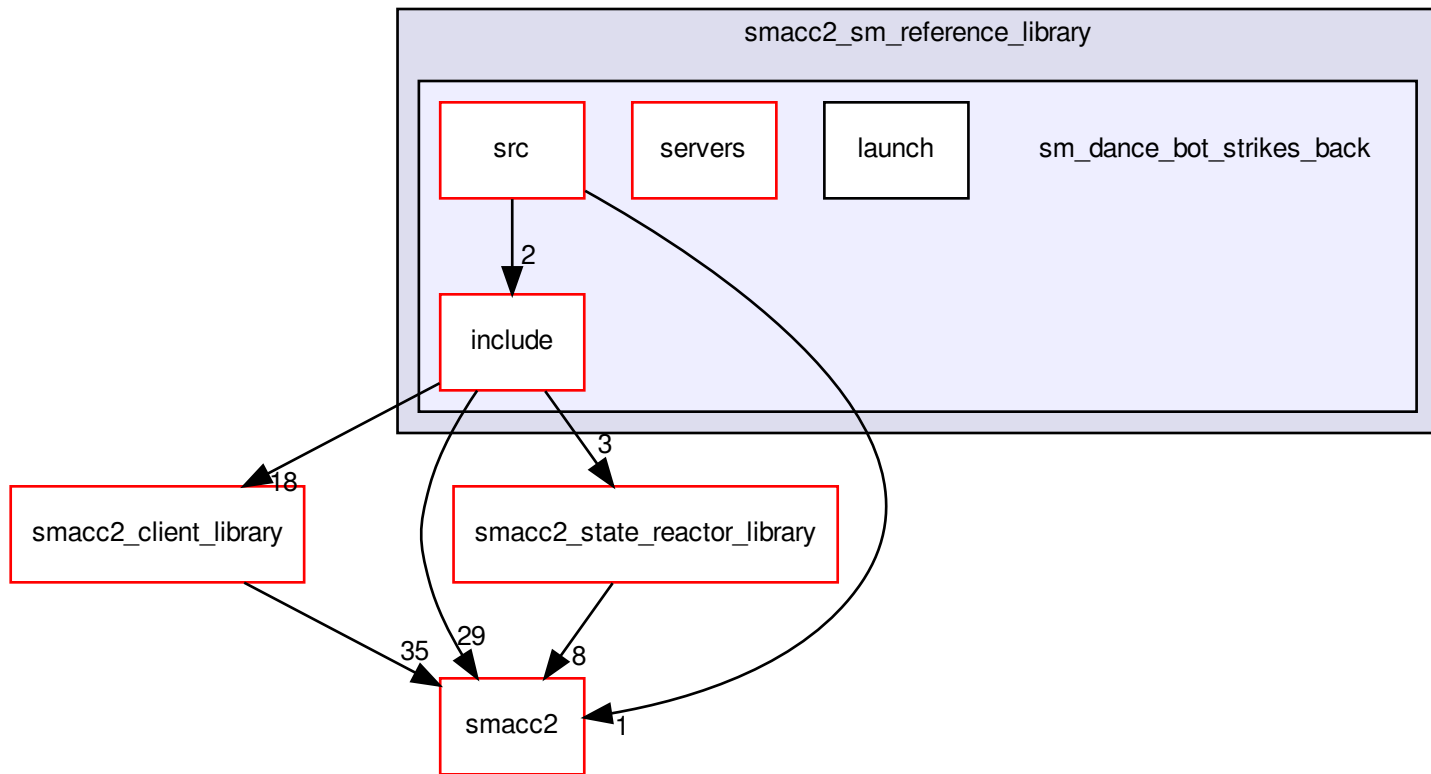 smacc2_sm_reference_library
src
servers
launch
sm_dance_bot_strikes_back
2
include
3
18
smacc2_client_library
smacc2_state_reactor_library
35
29
8
smacc2
1